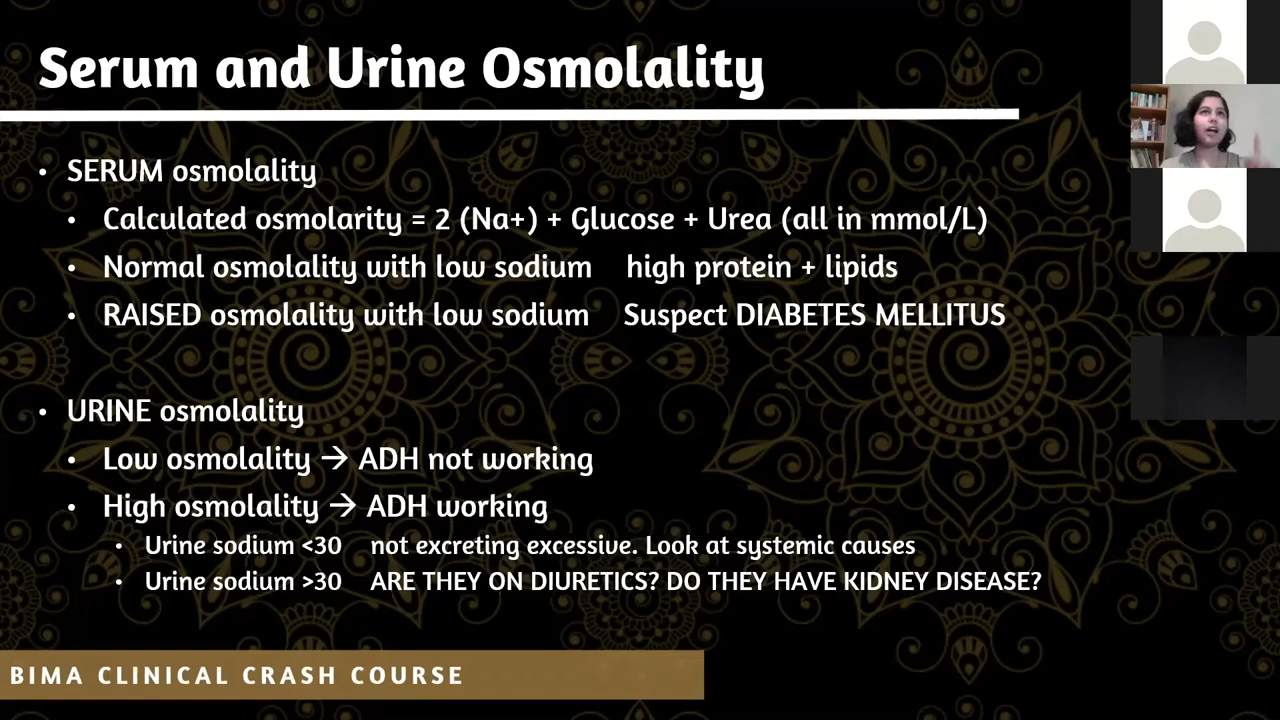 Serum and Urine Osmolality
• SERUM osmolality
• Calculated osmolarity = 2 (Na+) + Glucose + Urea (all in mmol/L)
• Normal osmolality with low sodium high protein + lipids
• RAISED osmolality with low sodium Suspect DIABETES MELLITUS
• URINE osmolality
• Low osmolality → ADH not working
• High osmolality → ADH working
• Urine sodium <30 not excreting excessive. Look at systemic causes
• Urine sodium >30 ARE THEY ON DIURETICS? DO THEY HAVE KIDNEY DISEASE?
BIMA CLINICAL CRASH COURSE